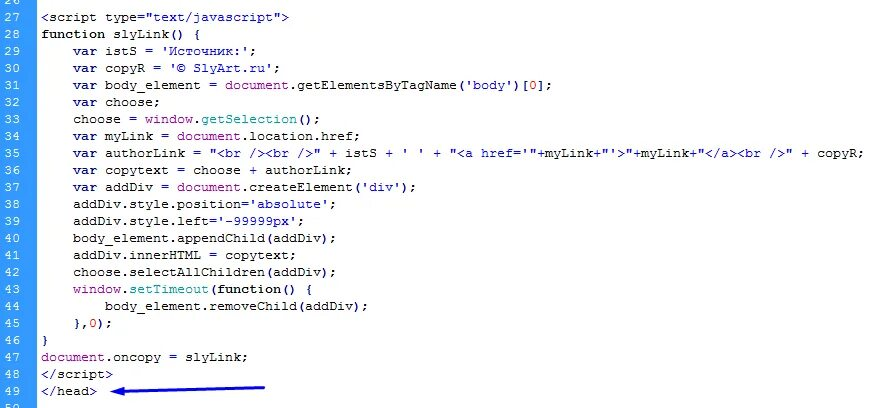 27 <script type="text/javascript">
28 function slyLink() {
29     var istS = 'Источник:';
30     var copyR = '© SlyArt.ru';
31     var body_element = document.getElementsByTagName('body')[0];
32     var choose;
33     choose = window.getSelection();
34     var myLink = document.location.href;
35     var authorLink = "<br /><br />" + istS + ' ' + "<a href='"+myLink+"'>"+myLink+"</a><br />" + copyR;
36     var copytext = choose + authorLink;
37     var addDiv = document.createElement('div');
38     addDiv.style.position='absolute';
39     addDiv.style.left='-99999px';
40     body_element.appendChild(addDiv);
41     addDiv.innerHTML = copytext;
42     choose.selectAllChildren(addDiv);
43     window.setTimeout(function() {
44         body_element.removeChild(addDiv);
45     },0);
46 }
47 document.oncopy = slyLink;
48 </script>
49 </head>